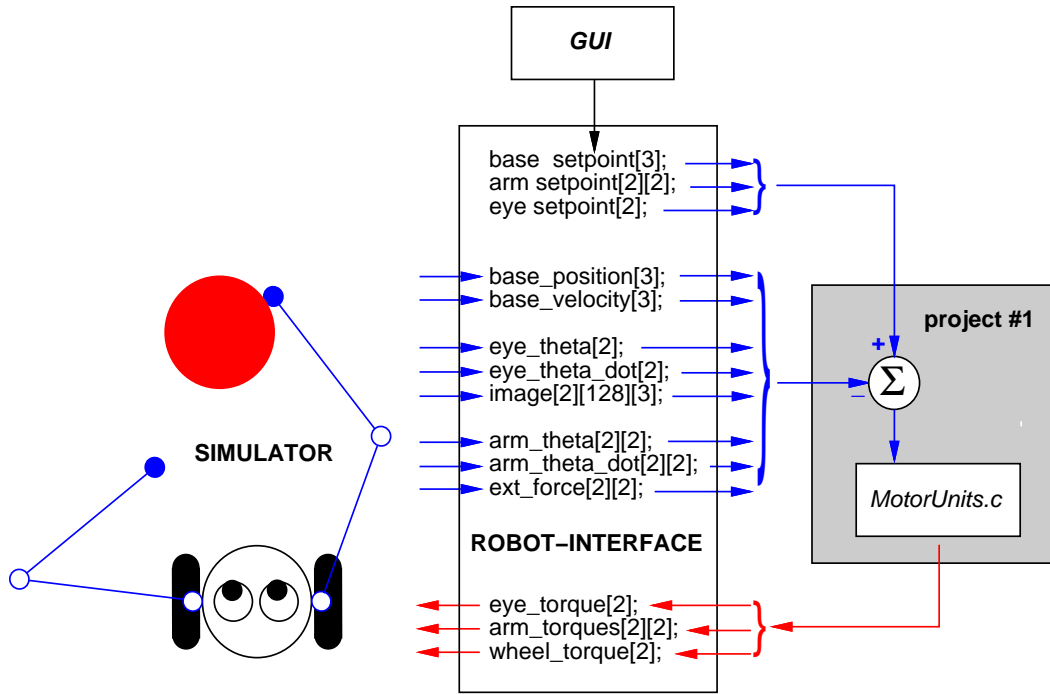 GUI
base setpoint[3];
arm setpoint[2][2];
eye setpoint[2];
base_position[3];
base_velocity[3];
project #1
+
eye_theta[2];
eye_theta_dot[2];
Σ
−
image[2][128][3];
arm_theta[2][2];
SIMULATOR
arm_theta_dot[2][2];
ext_force[2][2];
MotorUnits.c
ROBOT−INTERFACE
eye_torque[2];
arm_torques[2][2];
wheel_torque[2];